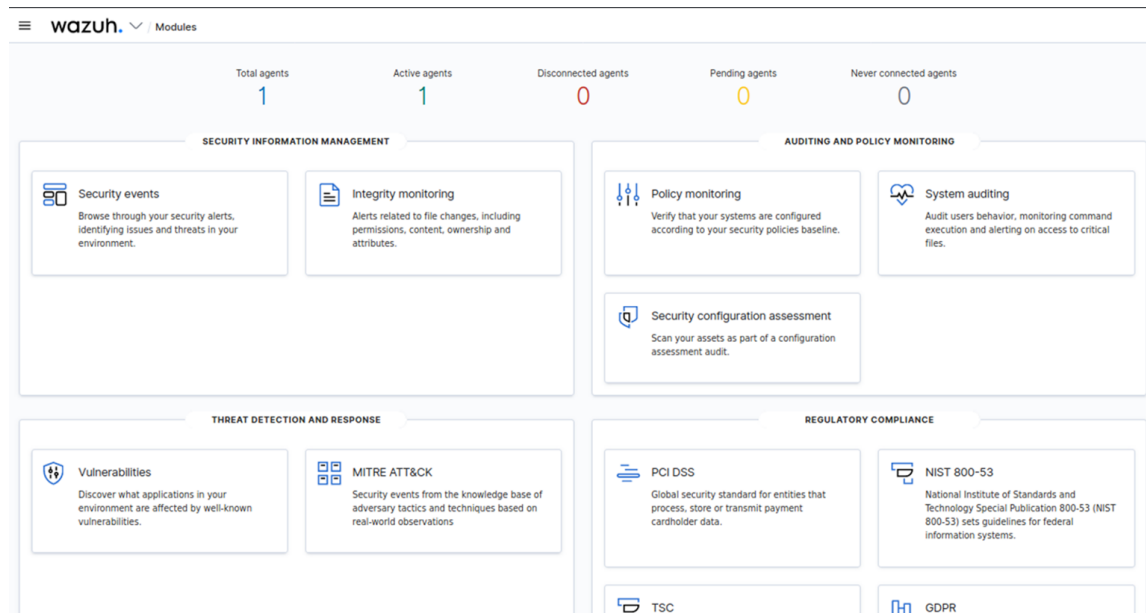 wazuh. / Modules
Total agents
1
Active agents
1
Disconnected agents
0
Pending agents
0
Never connected agents
0
SECURITY INFORMATION MANAGEMENT
Security events
Browse through your security alerts,
identifying issues and threats in your
environment.
Integrity monitoring
Alerts related to file changes, including
permissions, content, ownership and
attributes.
AUDITING AND POLICY MONITORING
Policy monitoring
Verify that your systems are configured
according to your security policies baseline.
System auditing
Audit users behavior, monitoring command
execution and alerting on access to critical
files.
Security configuration assessment
Scan your assets as part of a configuration
assessment audit.
THREAT DETECTION AND RESPONSE
Vulnerabilities
Discover what applications in your
environment are affected by well-known
vulnerabilities.
MITRE ATT&CK
Security events from the knowledge base of
adversary tactics and techniques based on
real-world observations
REGULATORY COMPLIANCE
PCI DSS
Global security standard for entities that
process, store or transmit payment
cardholder data.
NIST 800-53
National Institute of Standards and
Technology Special Publication 800-53 (NIST
800-53) sets guidelines for federal
information systems.
TSC
GDPR